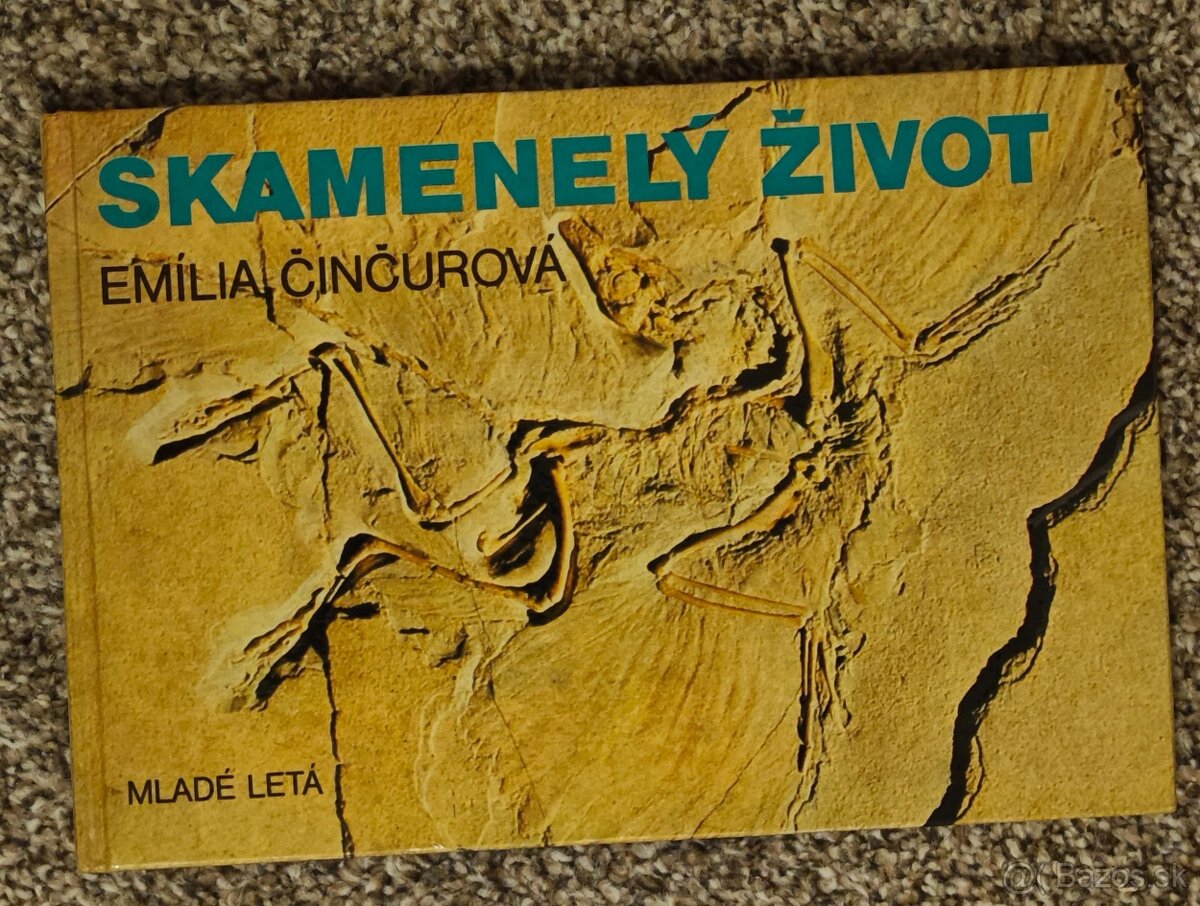 SKAMENELÝ ŽIVOT
EMÍLIA ČINČUROVÁ
MLADÉ LETÁ
@( Bazos.sk